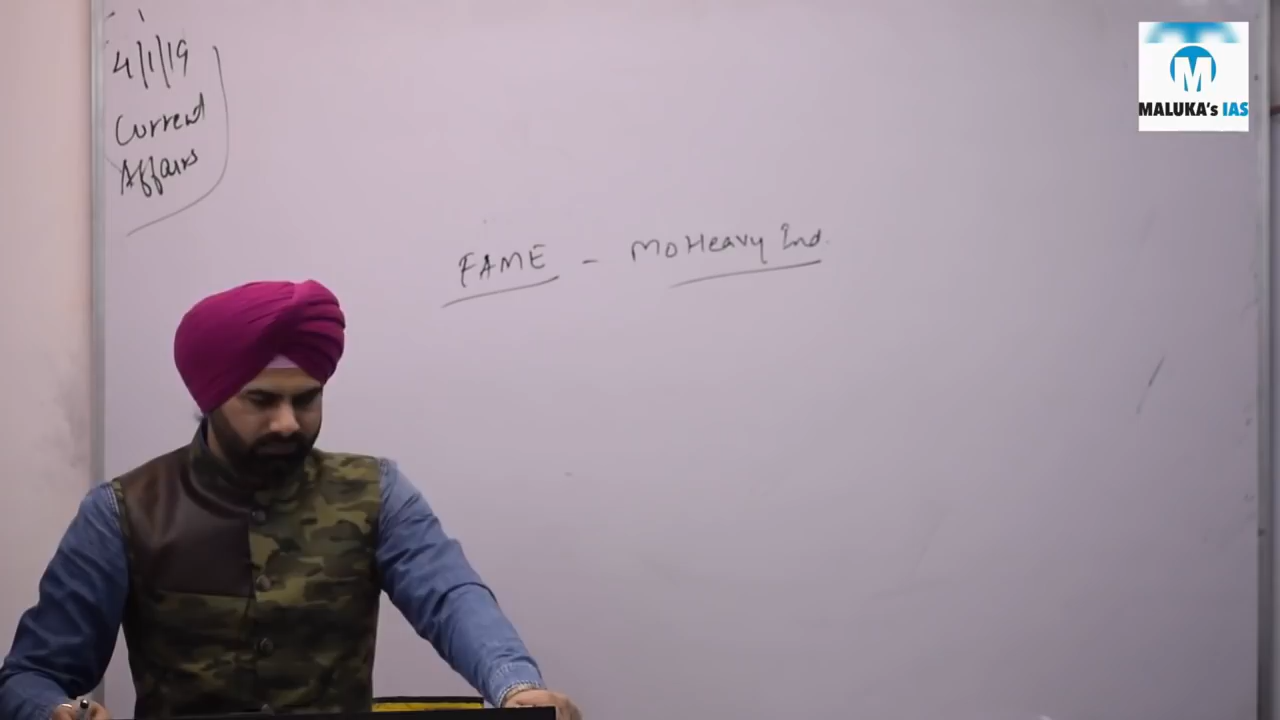 4/1/19
Current
Affairs
FAME - MoHeavy Ind.
M
MALUKA's IAS